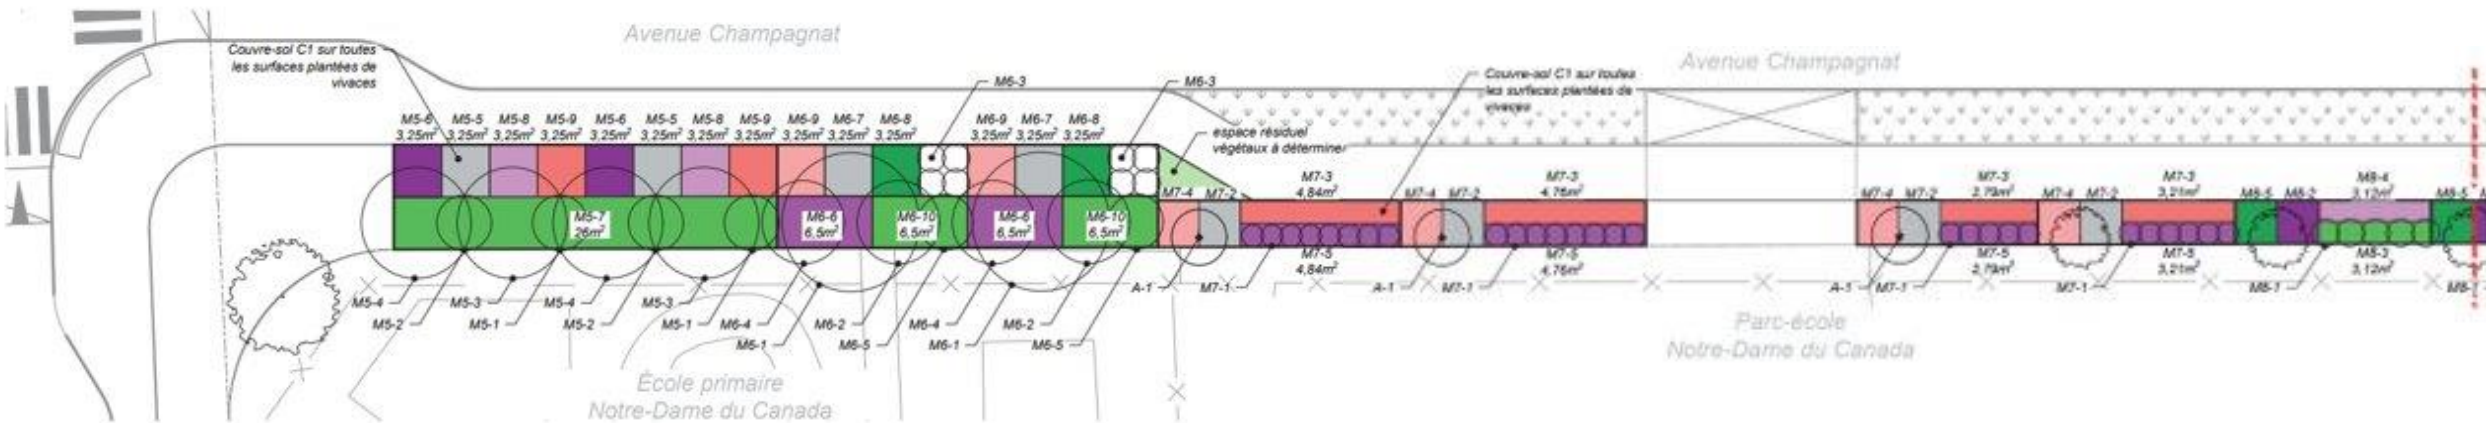 Avenue Champagnat
Avenue Champagnat
Couvre-sol C1 sur toutes
les surfaces plantées de
vivaces
M6-3
M6-3
Couvre-sol C1 sur toutes
les surfaces plantées de
vivaces
M5-6 M5-5 M5-8 M5-9 M5-6 M5-5 M5-8 M5-9 M6-9 M6-7 M6-8 M6-9 M6-7 M6-8
3,25m² 3,25m² 3,25m² 3,25m² 3,25m² 3,25m² 3,25m² 3,25m² 3,25m² 3,25m² 3,25m² 3,25m² 3,25m² 3,25m²
espace résiduel
végétaux à déterminer
M7-3 M7-3 M7-3 M7-3 M8-4
4,84m² 4,76m² 2,79m² 3,21m² 3,12m²
M7-4 M7-2 M7-4 M7-2 M7-4 M7-2 M7-4 M7-2 M8-5 M8-2 M8-5
M5-7 M6-6 M6-10 M6-6 M6-10
26m² 6,5m² 6,5m² 6,5m² 6,5m²
M7-5 M7-5 M7-5 M7-5 M8-3
4,84m² 4,76m² 2,79m² 3,21m² 3,12m²
A-1 M7-1 A-1 M7-1 A-1 M7-1 M7-1 M8-1 M8-1
M5-4 M5-3 M5-4 M5-3
M5-2 M5-1 M5-2 M5-1 M6-4 M6-2 M6-4 M6-2
M6-1 M6-5 M6-1 M6-5
Parc-école
Notre-Dame du Canada
École primaire
Notre-Dame du Canada